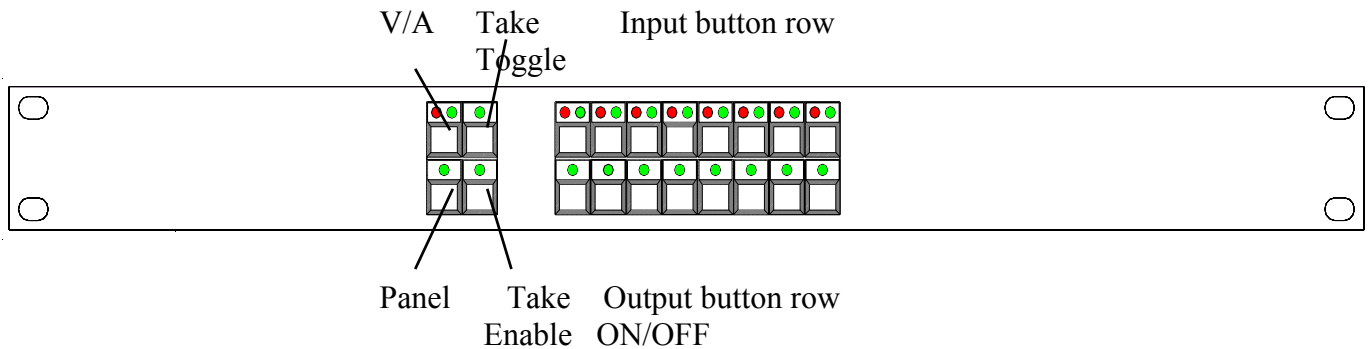 V/A Take Input button row
Toggle
Panel Take Output button row
Enable ON/OFF